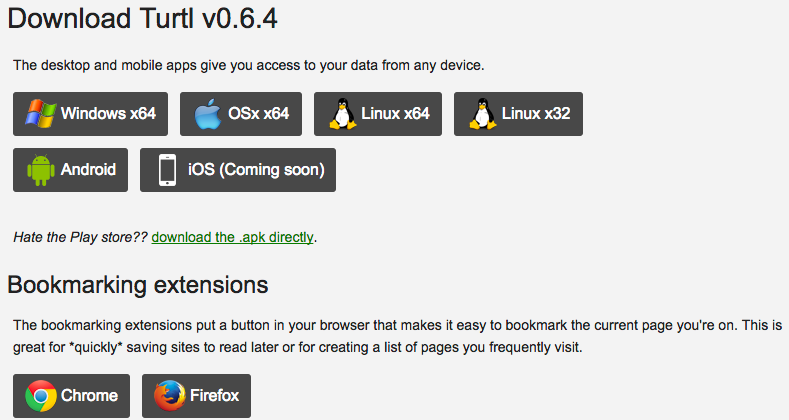 Download Turtl v0.6.4
The desktop and mobile apps give you access to your data from any device.
Windows x64 OSx x64 Linux x64 Linux x32
Android iOS (Coming soon)
Hate the Play store?? download the .apk directly.
Bookmarking extensions
The bookmarking extensions put a button in your browser that makes it easy to bookmark the current page you're on. This is
great for *quickly* saving sites to read later or for creating a list of pages you frequently visit.
Chrome Firefox